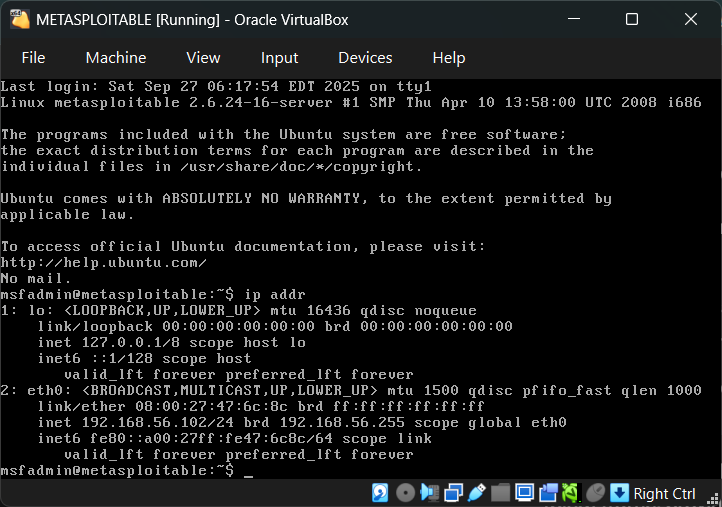 METASPLOITABLE [Running] - Oracle VirtualBox
File Machine View Input Devices Help
Last login: Sat Sep 27 06:17:54 EDT 2025 on tty1
Linux metasploitable 2.6.24-16-server #1 SMP Thu Apr 10 13:58:00 UTC 2008 i686
The programs included with the Ubuntu system are free software;
the exact distribution terms for each program are described in the
individual files in /usr/share/doc/*/copyright.
Ubuntu comes with ABSOLUTELY NO WARRANTY, to the extent permitted by
applicable law.
To access official Ubuntu documentation, please visit:
http://help.ubuntu.com/
No mail.
msfadmin@metasploitable:~$ ip addr
1: lo: <LOOPBACK,UP,LOWER_UP> mtu 16436 qdisc noqueue
    link/loopback 00:00:00:00:00:00 brd 00:00:00:00:00:00
    inet 127.0.0.1/8 scope host lo
    inet6 ::1/128 scope host
       valid_lft forever preferred_lft forever
2: eth0: <BROADCAST,MULTICAST,UP,LOWER_UP> mtu 1500 qdisc pfifo_fast qlen 1000
    link/ether 08:00:27:47:6c:8c brd ff:ff:ff:ff:ff:ff
    inet 192.168.56.102/24 brd 192.168.56.255 scope global eth0
    inet6 fe80::a00:27ff:fe47:6c8c/64 scope link
       valid_lft forever preferred_lft forever
msfadmin@metasploitable:~$ _
Right Ctrl